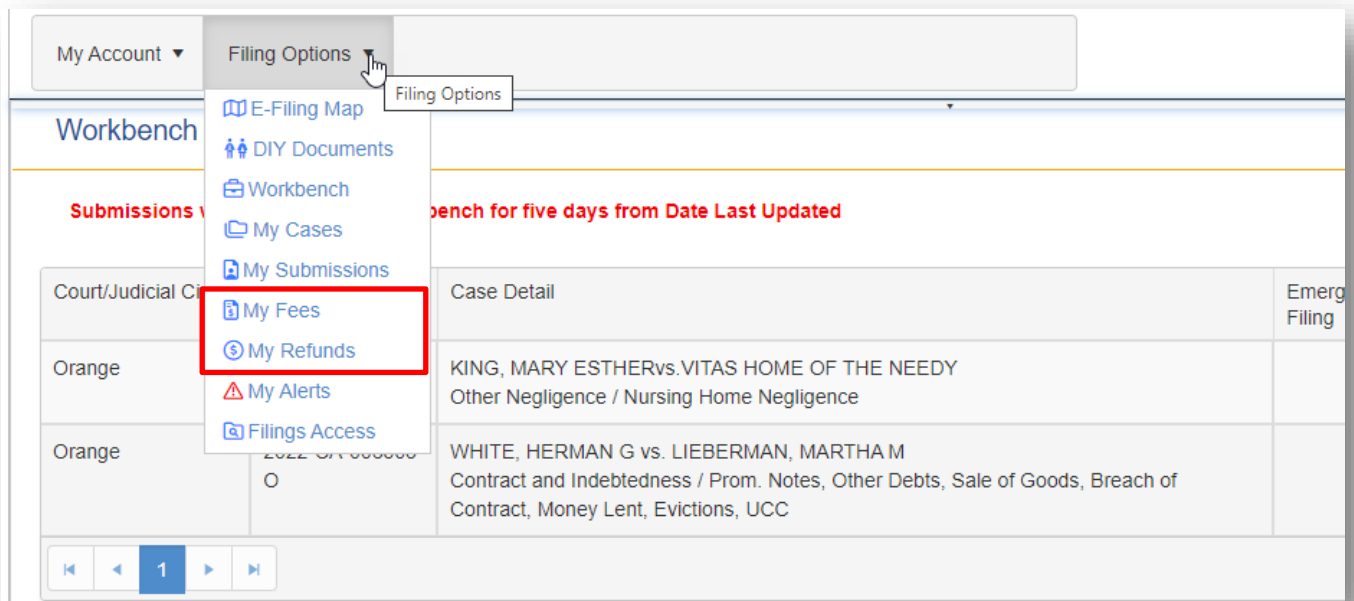 My Account
Filing Options
Filing Options
E-Filing Map
DIY Documents
Workbench
My Cases
My Submissions
My Fees
My Refunds
My Alerts
Filings Access
Workbench
Submissions bench for five days from Date Last Updated
Court/Judicial Case Detail
Filing
Orange KING, MARY ESTHERvs.VITAS HOME OF THE NEEDY
Other Negligence / Nursing Home Negligence
Orange WHITE, HERMAN G vs. LIEBERMAN, MARTHA M
O Contract and Indebtedness / Prom. Notes, Other Debts, Sale of Goods, Breach of
Contract, Money Lent, Evictions, UCC
1